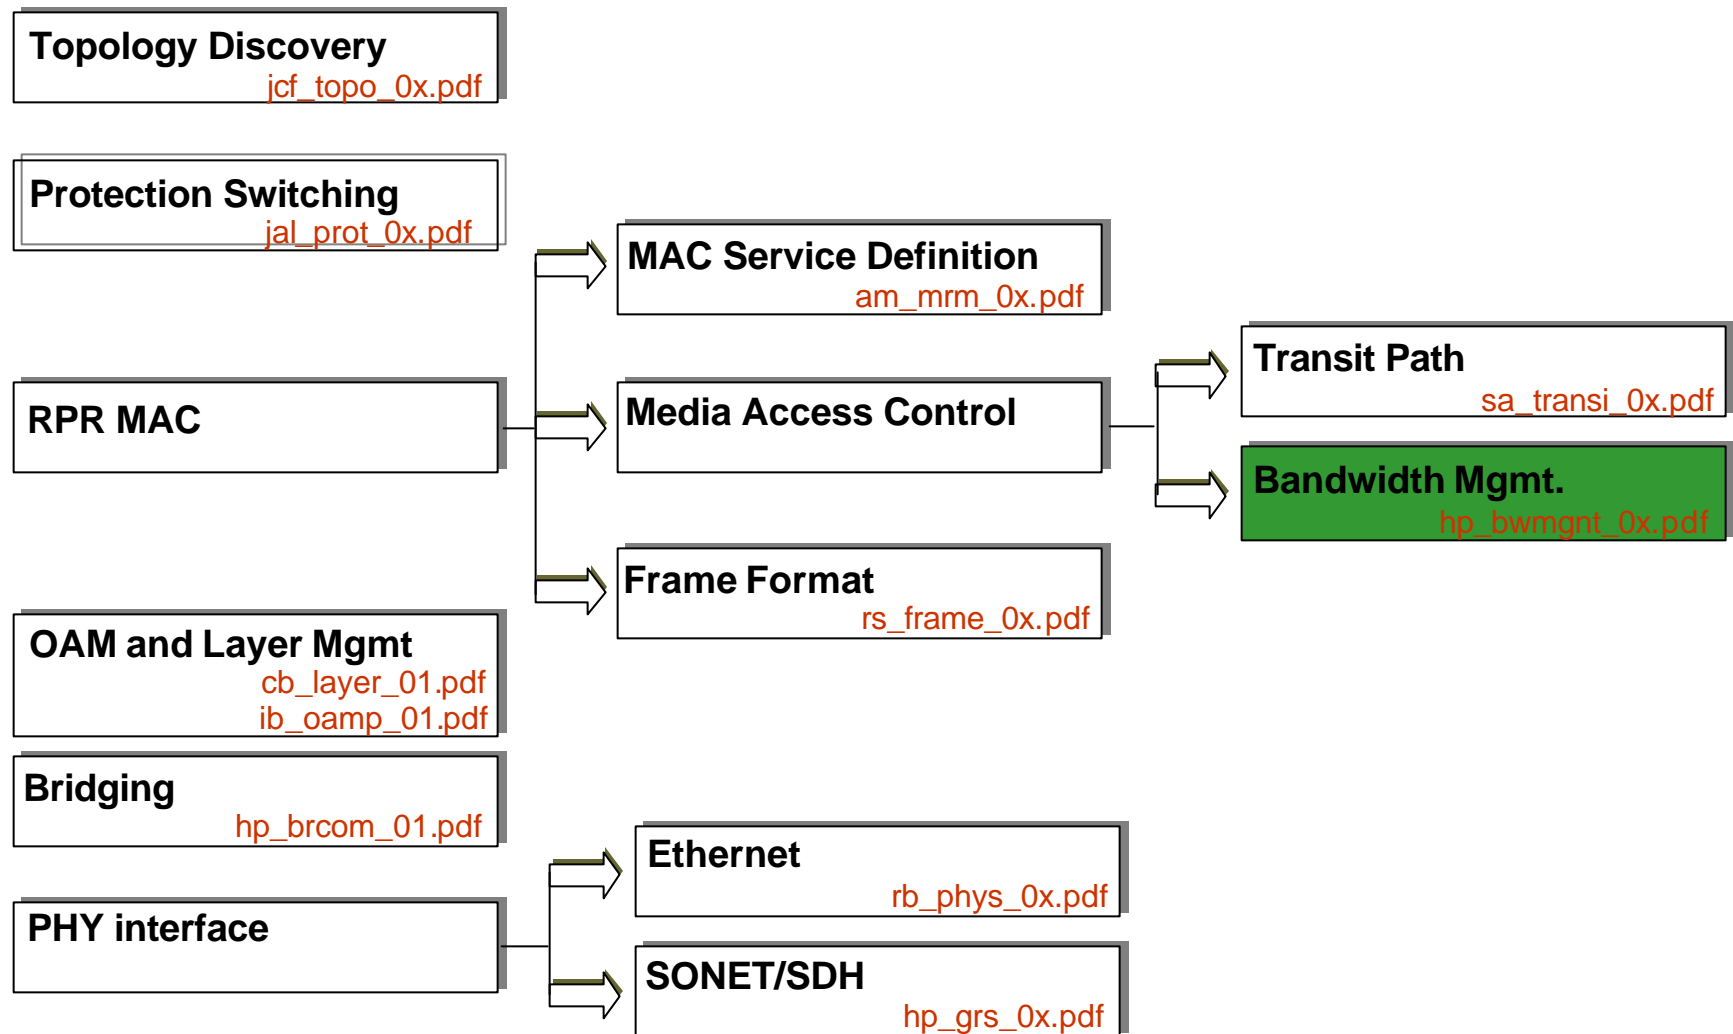 Topology Discovery
jcf_topo_0x.pdf
Protection Switching
jal_prot_0x.pdf
RPR MAC
OAM and Layer Mgmt
cb_layer_01.pdf
ib_oamp_01.pdf
Bridging
hp_brcom_01.pdf
PHY interface
MAC Service Definition
am_mrm_0x.pdf
Media Access Control
Frame Format
rs_frame_0x.pdf
Ethernet
rb_phys_0x.pdf
SONET/SDH
hp_grs_0x.pdf
Transit Path
sa_transi_0x.pdf
Bandwidth Mgmt.
hp_bwmgnt_0x.pdf